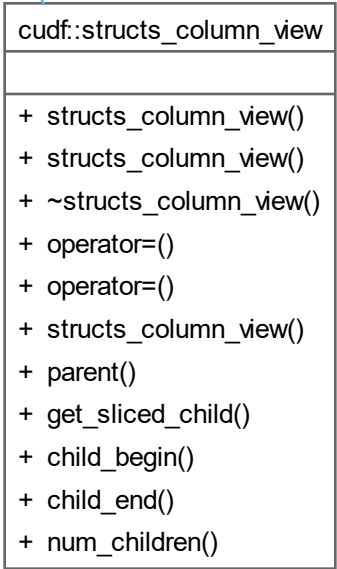 cudf::structs_column_view
+ structs_column_view()
+ structs_column_view()
+ ~structs_column_view()
+ operator=()
+ operator=()
+ structs_column_view()
+ parent()
+ get_sliced_child()
+ child_begin()
+ child_end()
+ num_children()